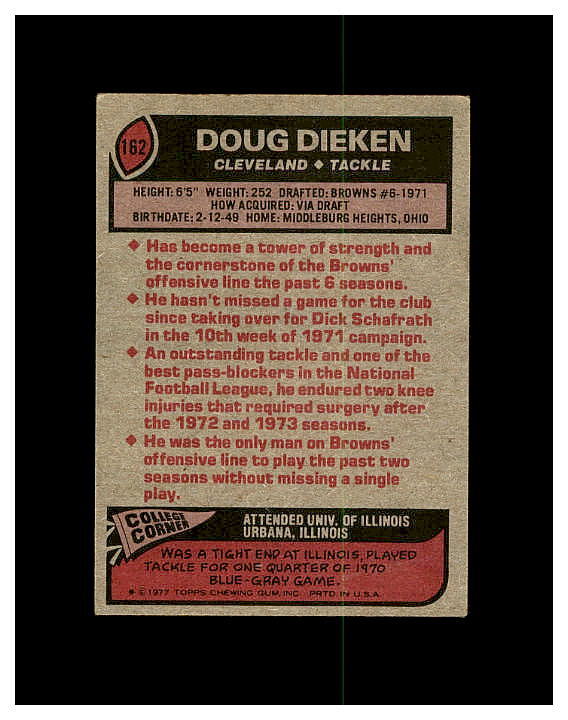 162
DOUG DIEKEN
CLEVELAND ◆ TACKLE
HEIGHT: 6'5" WEIGHT: 252 DRAFTED: BROWNS #6-1971
HOW ACQUIRED: VIA DRAFT
BIRTHDATE: 2-12-49 HOME: MIDDLEBURG HEIGHTS, OHIO
◆ Has become a tower of strength and
the cornerstone of the Browns'
offensive line the past 6 seasons.
◆ He hasn't missed a game for the club
since taking over for Dick Schafrath
in the 10th week of 1971 campaign.
◆ An outstanding tackle and one of the
best pass-blockers in the National
Football League, he endured two knee
injuries that required surgery after
the 1972 and 1973 seasons.
◆ He was the only man on Browns'
offensive line to play the past two
seasons without missing a single
play.
COLLEGE
CORNER
ATTENDED UNIV. OF ILLINOIS
URBANA, ILLINOIS
WAS A TIGHT END AT ILLINOIS, PLAYED
TACKLE FOR ONE QUARTER OF 1970
BLUE-GRAY GAME.
* © 1977 TOPPS CHEWING GUM, INC. PRTD. IN U.S.A.